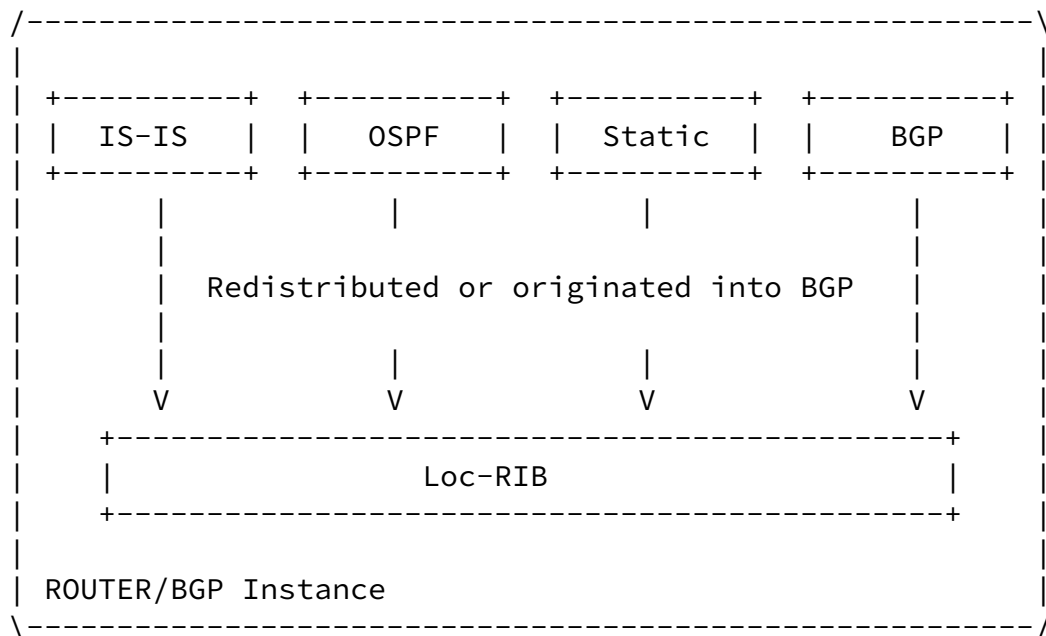 IS-IS OSPF Static BGP
Redistributed or originated into BGP
Loc-RIB
ROUTER/BGP Instance